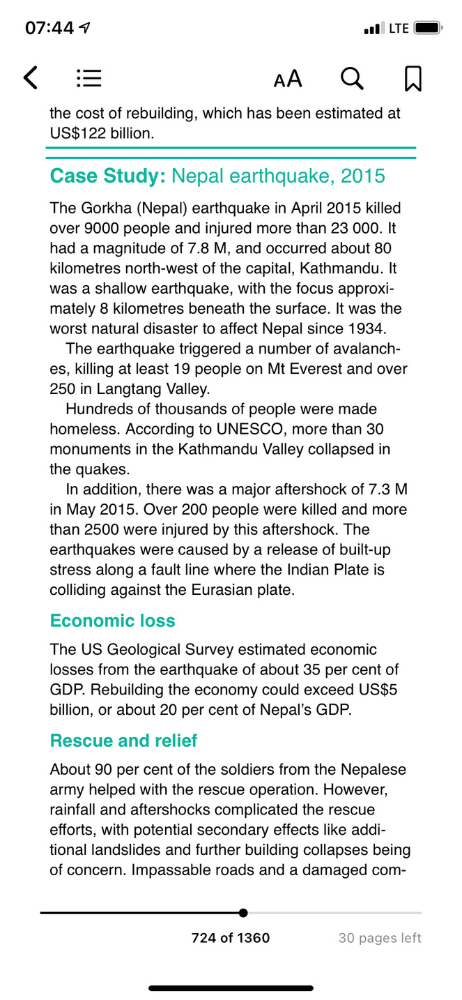 07:44
LTE
AA
the cost of rebuilding, which has been estimated at
US$122 billion.
Case Study: Nepal earthquake, 2015
The Gorkha (Nepal) earthquake in April 2015 killed
over 9000 people and injured more than 23 000. It
had a magnitude of 7.8 M, and occurred about 80
kilometres north-west of the capital, Kathmandu. It
was a shallow earthquake, with the focus approxi-
mately 8 kilometres beneath the surface. It was the
worst natural disaster to affect Nepal since 1934.
The earthquake triggered a number of avalanch-
es, killing at least 19 people on Mt Everest and over
250 in Langtang Valley.
Hundreds of thousands of people were made
homeless. According to UNESCO, more than 30
monuments in the Kathmandu Valley collapsed in
the quakes.
In addition, there was a major aftershock of 7.3 M
in May 2015. Over 200 people were killed and more
than 2500 were injured by this aftershock. The
earthquakes were caused by a release of built-up
stress along a fault line where the Indian Plate is
colliding against the Eurasian plate.
Economic loss
The US Geological Survey estimated economic
losses from the earthquake of about 35 per cent of
GDP. Rebuilding the economy could exceed US$5
billion, or about 20 per cent of Nepal’s GDP.
Rescue and relief
About 90 per cent of the soldiers from the Nepalese
army helped with the rescue operation. However,
rainfall and aftershocks complicated the rescue
efforts, with potential secondary effects like addi-
tional landslides and further building collapses being
of concern. Impassable roads and a damaged com-
724 of 1360
30 pages left